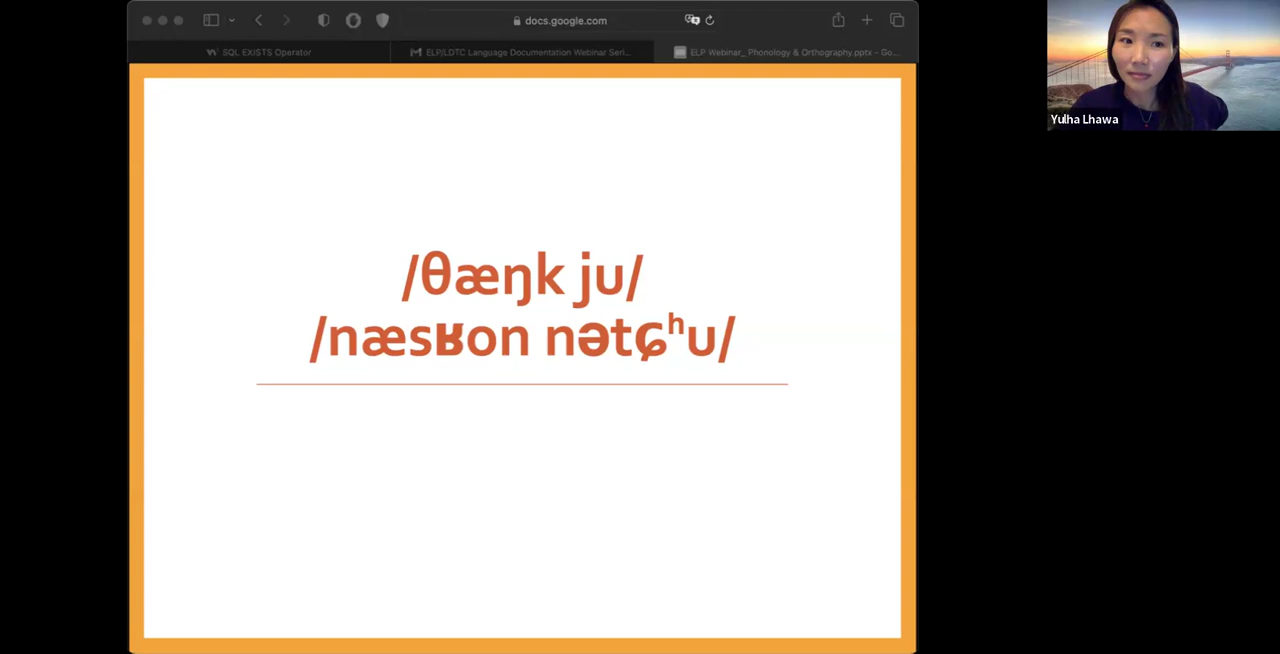 docs.google.com
SQL EXISTS Operator
ELP/LDTC Language Documentation Webinar Seri...
ELP Webinar_ Phonology & Orthography.pptx - Go...
Yulha Lhawa
/θæŋk ju/
/næsʁon nətɕʰu/